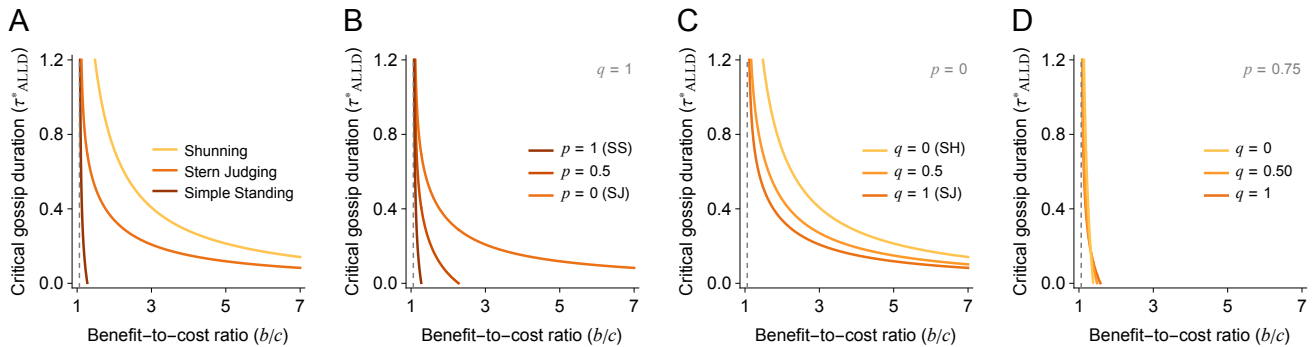 A
Critical gossip duration (τ*ALLD)
1.2
0.8
0.4
0.0
Shunning
Stern Judging
Simple Standing
1
3
5
7
Benefit−to−cost ratio (b/c)
B
Critical gossip duration (τ*ALLD)
1.2
0.8
0.4
0.0
q = 1
p = 1 (SS)
p = 0.5
p = 0 (SJ)
1
3
5
7
Benefit−to−cost ratio (b/c)
C
Critical gossip duration (τ*ALLD)
1.2
0.8
0.4
0.0
p = 0
q = 0 (SH)
q = 0.5
q = 1 (SJ)
1
3
5
7
Benefit−to−cost ratio (b/c)
D
Critical gossip duration (τ*ALLD)
1.2
0.8
0.4
0.0
p = 0.75
q = 0
q = 0.50
q = 1
1
3
5
7
Benefit−to−cost ratio (b/c)